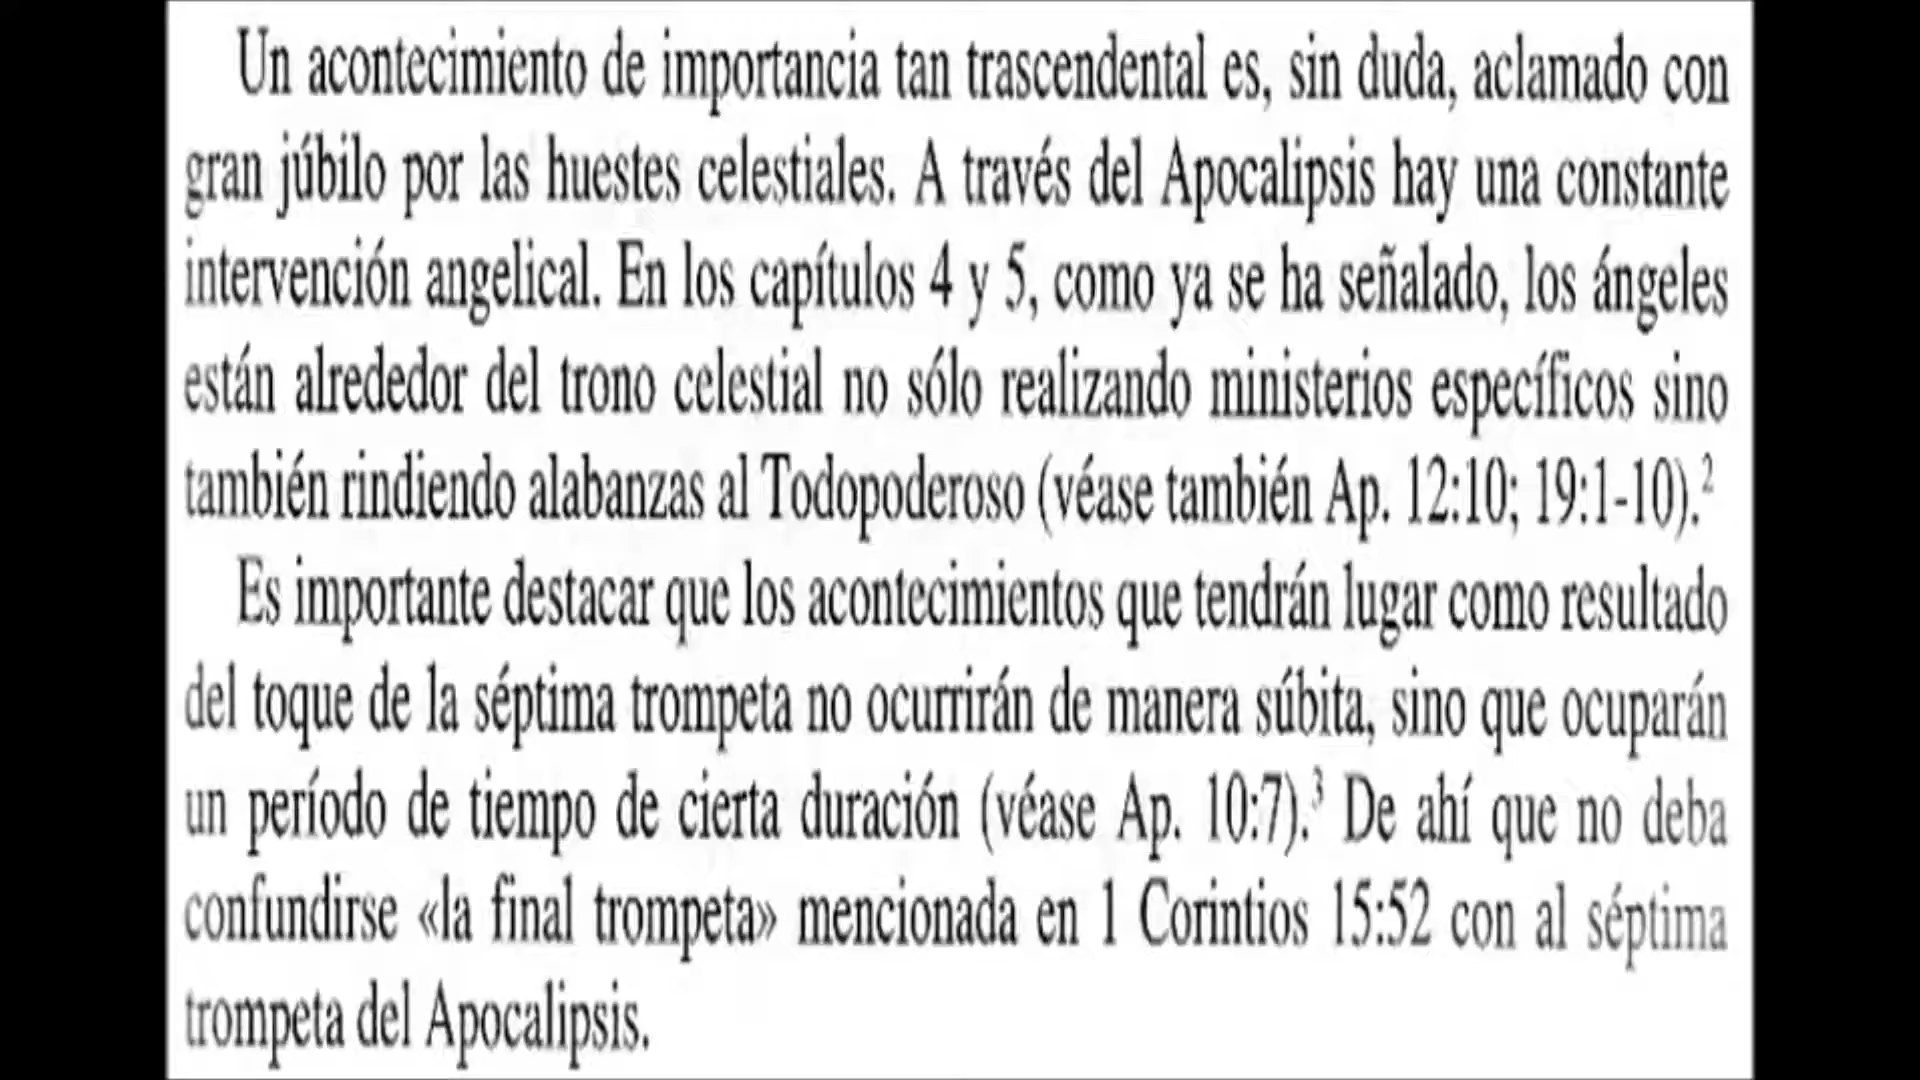 Un acontecimiento de importancia tan trascendental es, sin duda, aclamado con
gran júbilo por las huestes celestiales. A través del Apocalipsis hay una constante
intervención angelical. En los capítulos 4 y 5, como ya se ha señalado, los ángeles
están alrededor del trono celestial no sólo realizando ministerios específicos sino
también rindiendo alabanzas al Todopoderoso (véase también Ap. 12:10; 19:1-10).²
Es importante destacar que los acontecimientos que tendrán lugar como resultado
del toque de la séptima trompeta no ocurrirán de manera súbita, sino que ocuparán
un período de tiempo de cierta duración (véase Ap. 10:7).³ De ahí que no deba
confundirse «la final trompeta» mencionada en 1 Corintios 15:52 con al séptima
trompeta del Apocalipsis.